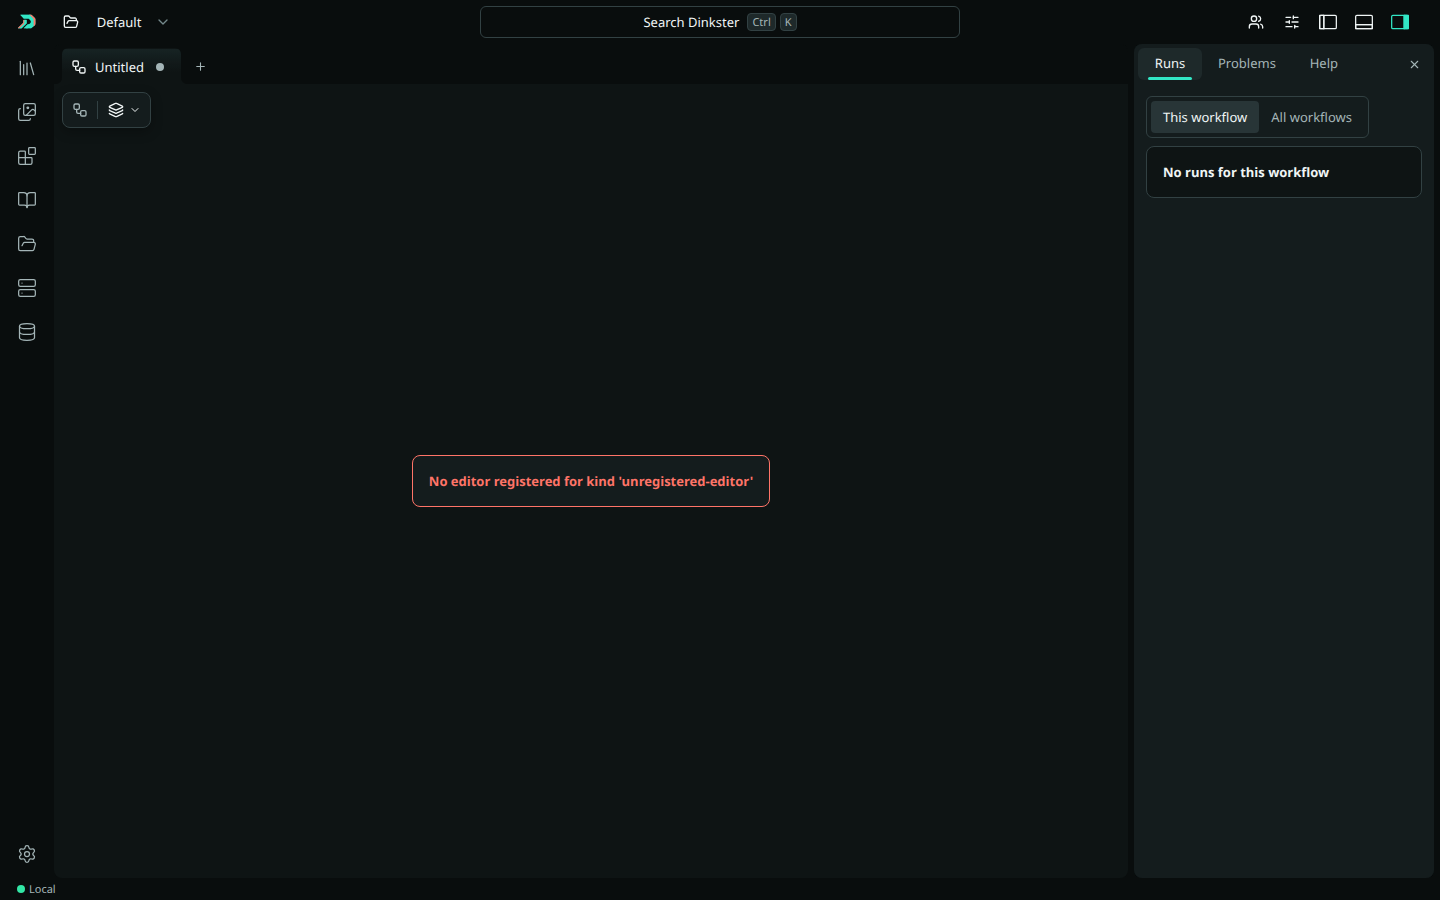 Default
Search Dinkster Ctrl K
Untitled
Runs Problems Help
This workflow All workflows
No runs for this workflow
No editor registered for kind 'unregistered-editor'
Local